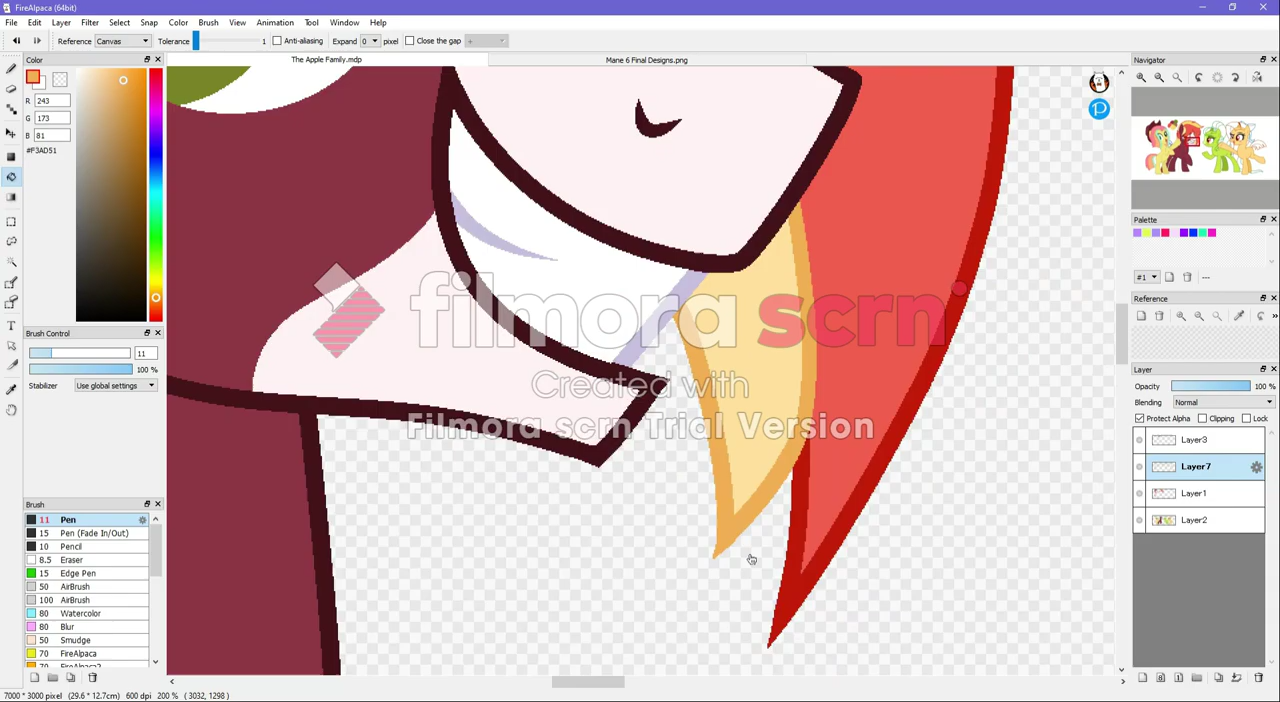 FireAlpaca (64bit)
File Edit Layer Filter Select Snap Color Brush View Animation Tool Window Help
Reference Canvas Tolerance 1 Anti-aliasing Expand 0 pixel Close the gap +
The Apple Family.mdp Mane 6 Final Designs.png
Color
R 243
G 173
B 81
#F3AD51
Brush Control
11
100 %
Stabilizer Use global settings
Brush
11 Pen
15 Pen (Fade In/Out)
10 Pencil
8.5 Eraser
15 Edge Pen
50 AirBrush
100 AirBrush
80 Watercolor
80 Blur
50 Smudge
70 FireAlpaca
70 FireAlpaca2
filmora scrn
Created with
Filmora scrn Trial Version
Navigator
Palette
#1 ---
Reference
Layer
Opacity 100 %
Blending Normal
Protect Alpha Clipping Lock
Layer3
Layer7
Layer1
Layer2
7000 * 3000 pixel (29.6 * 12.7cm) 600 dpi 200 % ( 3032, 1298 )